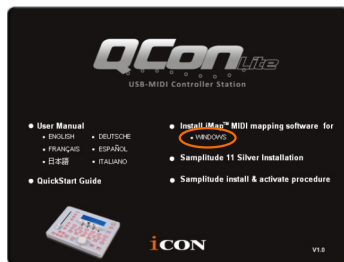 QCon Lite
USB-MIDI Controller Station
• User Manual
• ENGLISH • DEUTSCHE
• FRANÇAIS • ESPAÑOL
• 日本語 • ITALIANO
• QuickStart Guide
• Install iMap™ MIDI mapping software for
• WINDOWS
• Samplitude 11 Silver Installation
• Samplitude install & activate procedure
iCON
V1.0